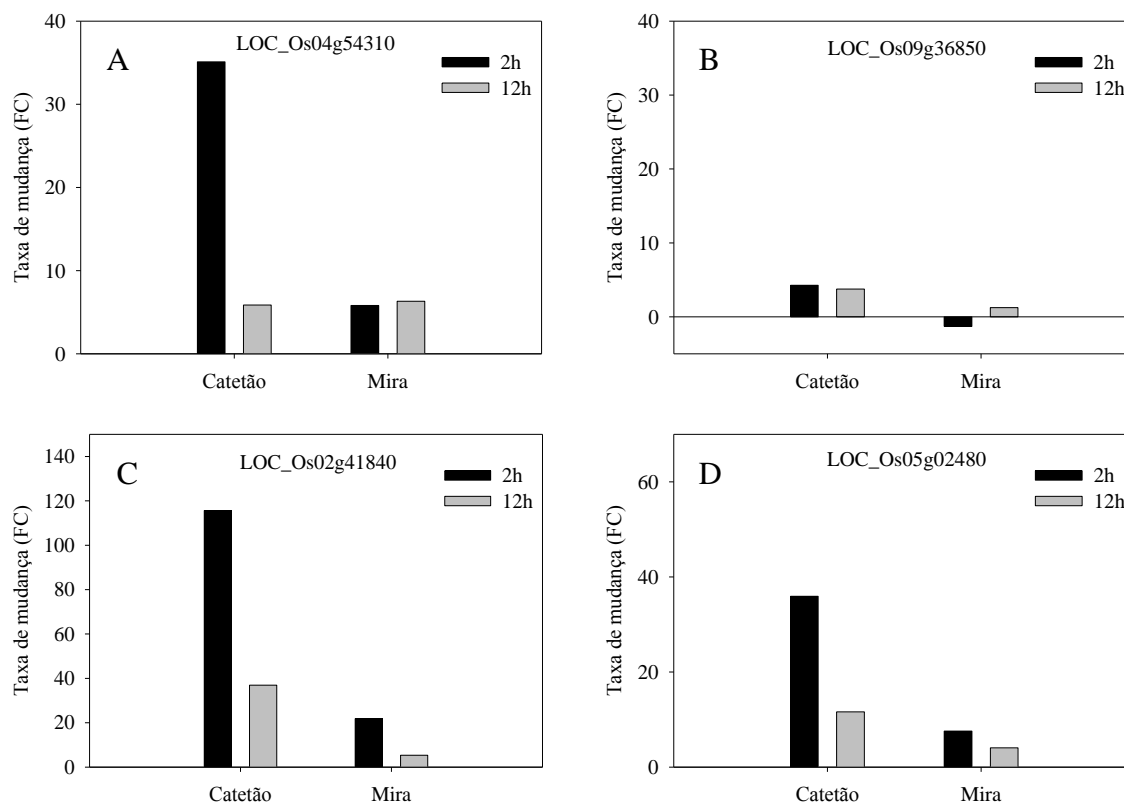 A
LOC_Os04g54310
2h
12h
Taxa de mudança (FC)
40
30
20
10
0
Catetão
Mira
B
LOC_Os09g36850
2h
12h
Taxa de mudança (FC)
40
30
20
10
0
Catetão
Mira
C
LOC_Os02g41840
2h
12h
Taxa de mudança (FC)
140
120
100
80
60
40
20
0
Catetão
Mira
D
LOC_Os05g02480
2h
12h
Taxa de mudança (FC)
60
40
20
0
Catetão
Mira